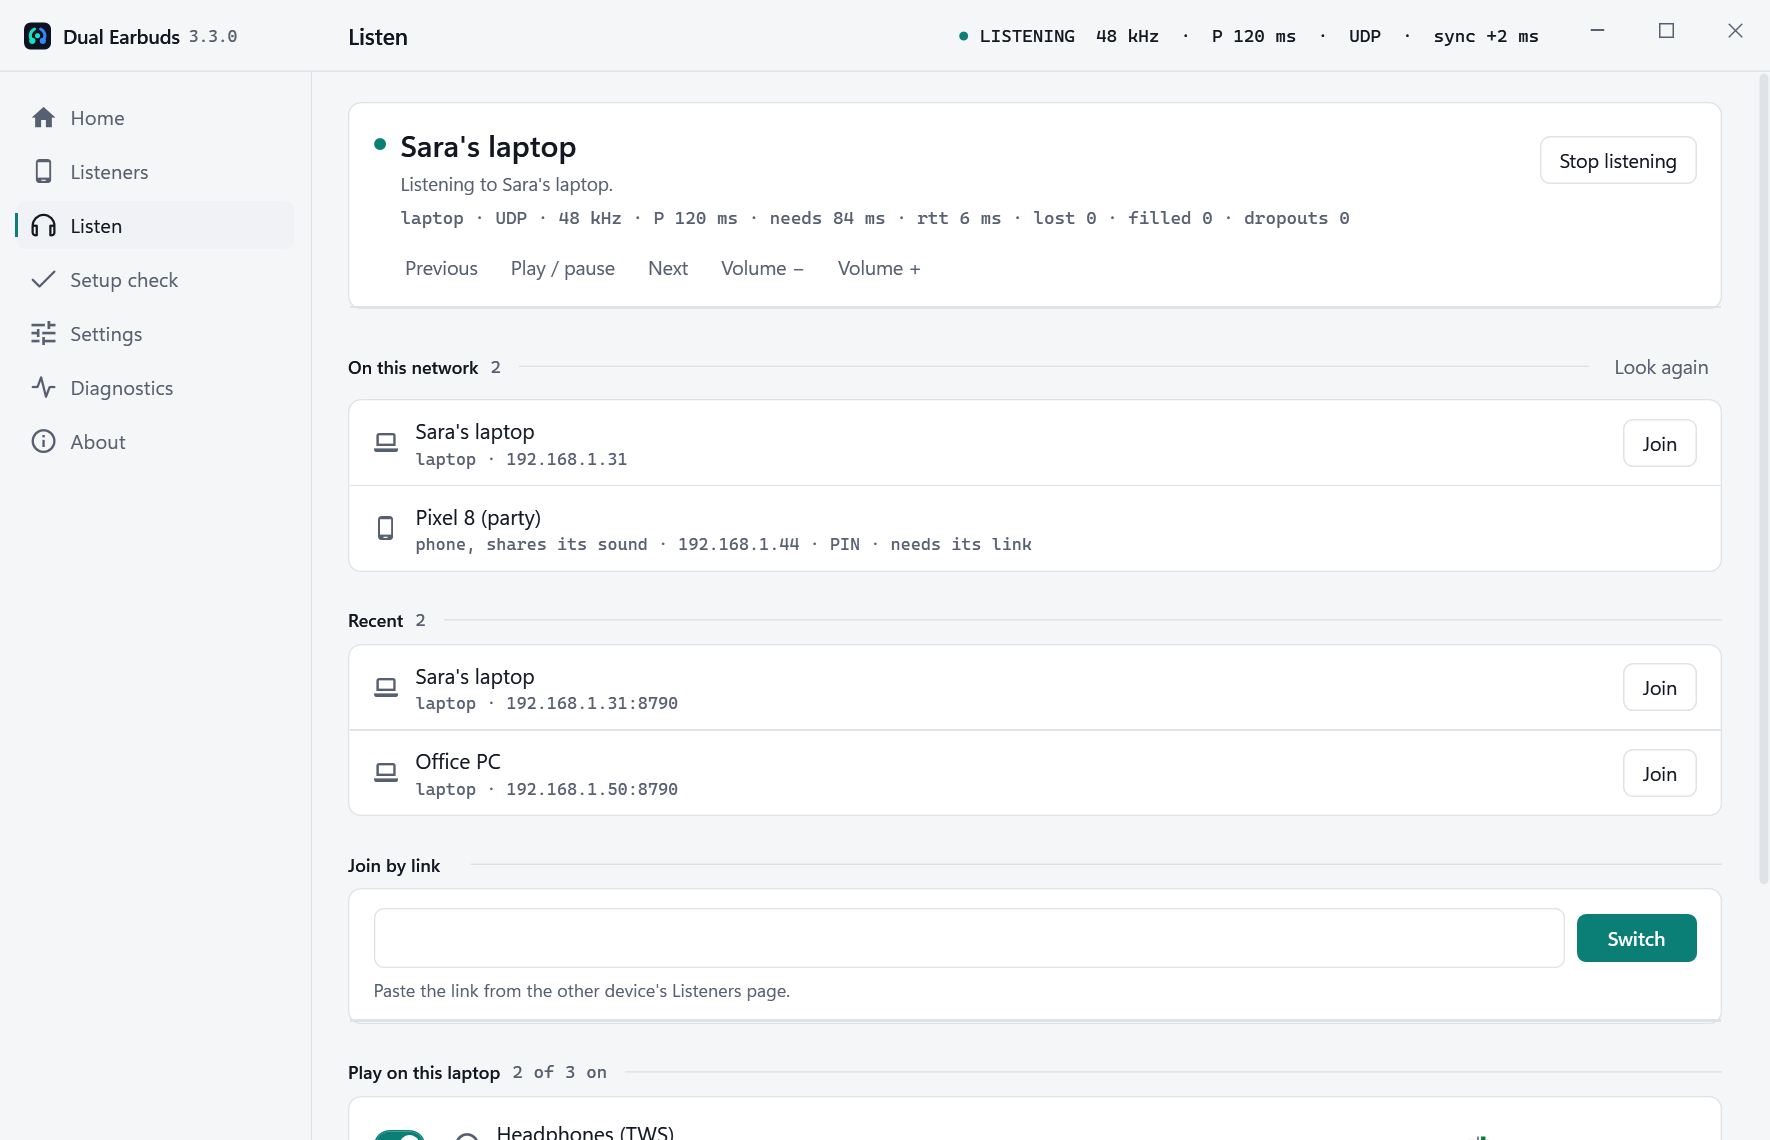 Dual Earbuds 3.3.0
Listen
LISTENING 48 kHz · P 120 ms · UDP · sync +2 ms
Home
Listeners
Listen
Setup check
Settings
Diagnostics
About
Sara's laptop
Stop listening
Listening to Sara's laptop.
laptop · UDP · 48 kHz · P 120 ms · needs 84 ms · rtt 6 ms · lost 0 · filled 0 · dropouts 0
Previous Play / pause Next Volume − Volume +
On this network 2
Look again
Sara's laptop
laptop · 192.168.1.31
Join
Pixel 8 (party)
phone, shares its sound · 192.168.1.44 · PIN · needs its link
Recent 2
Sara's laptop
laptop · 192.168.1.31:8790
Join
Office PC
laptop · 192.168.1.50:8790
Join
Join by link
Switch
Paste the link from the other device's Listeners page.
Play on this laptop 2 of 3 on
Headphones (TWS)